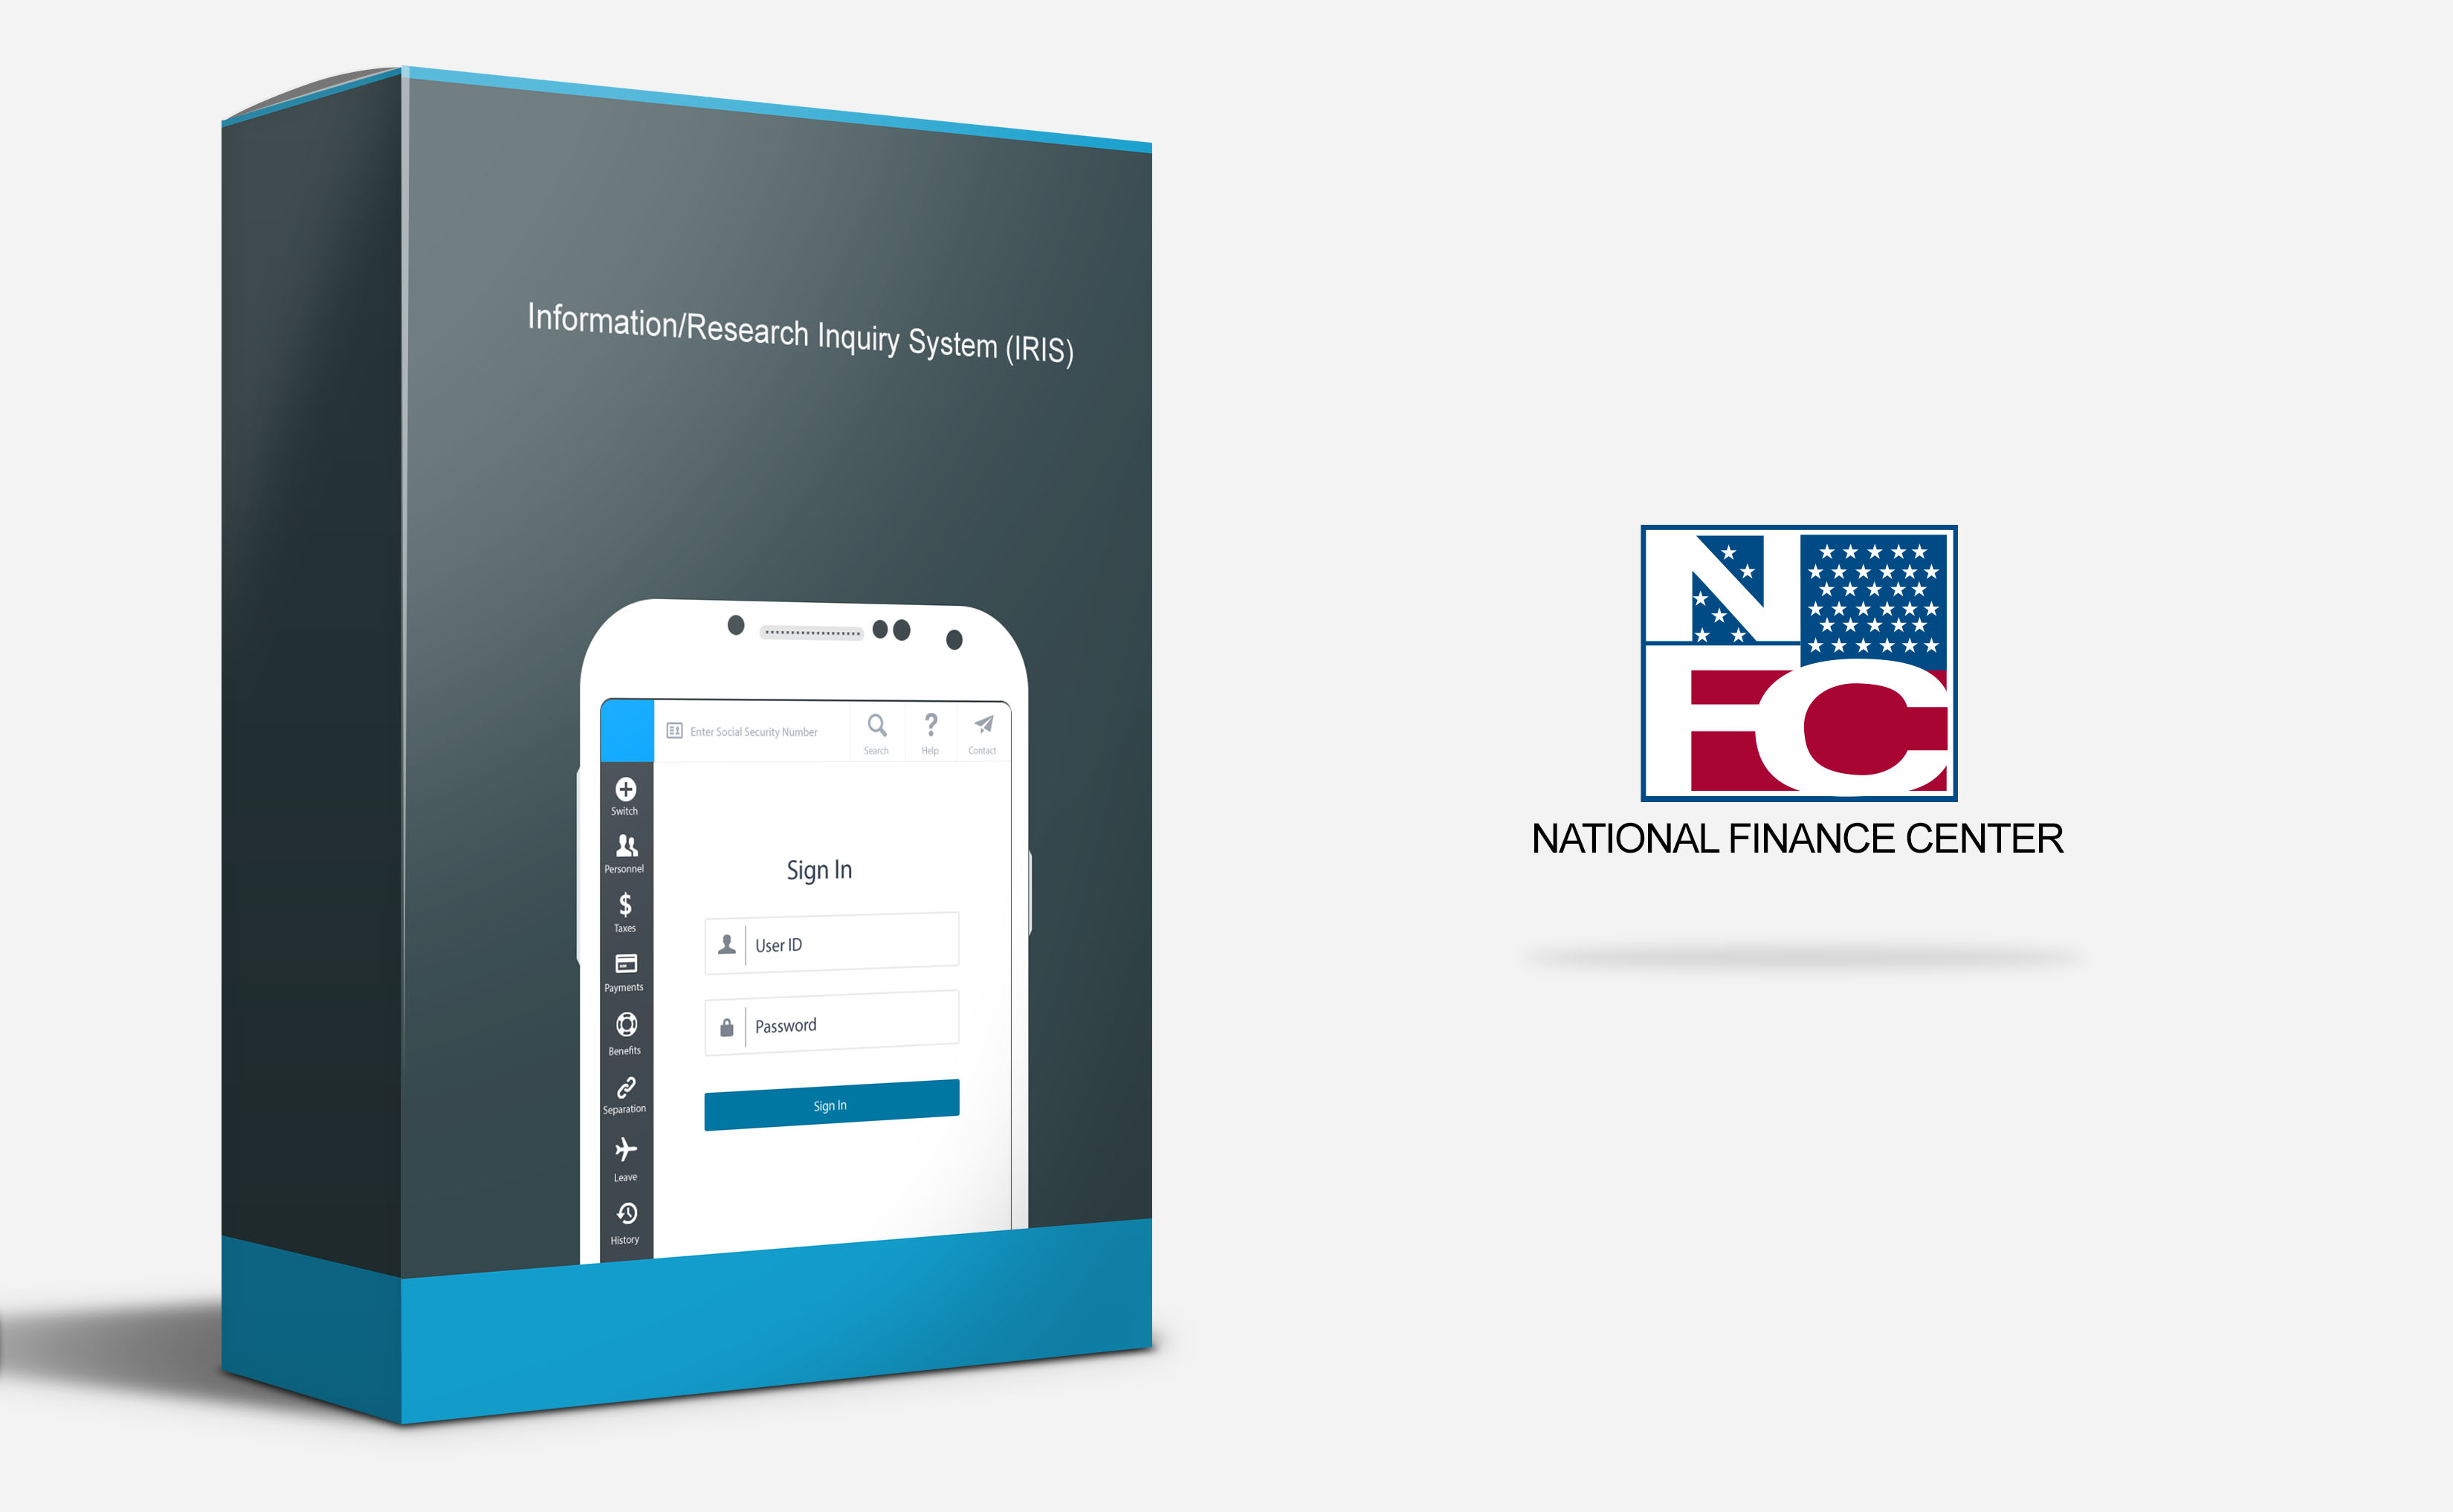 Information/Research Inquiry System (IRIS)
Enter Social Security Number
Search
Help
Contact
Switch
Personnel
Taxes
Payments
Benefits
Separation
Leave
History
Sign In
User ID
Password
Sign In
NFC
NATIONAL FINANCE CENTER